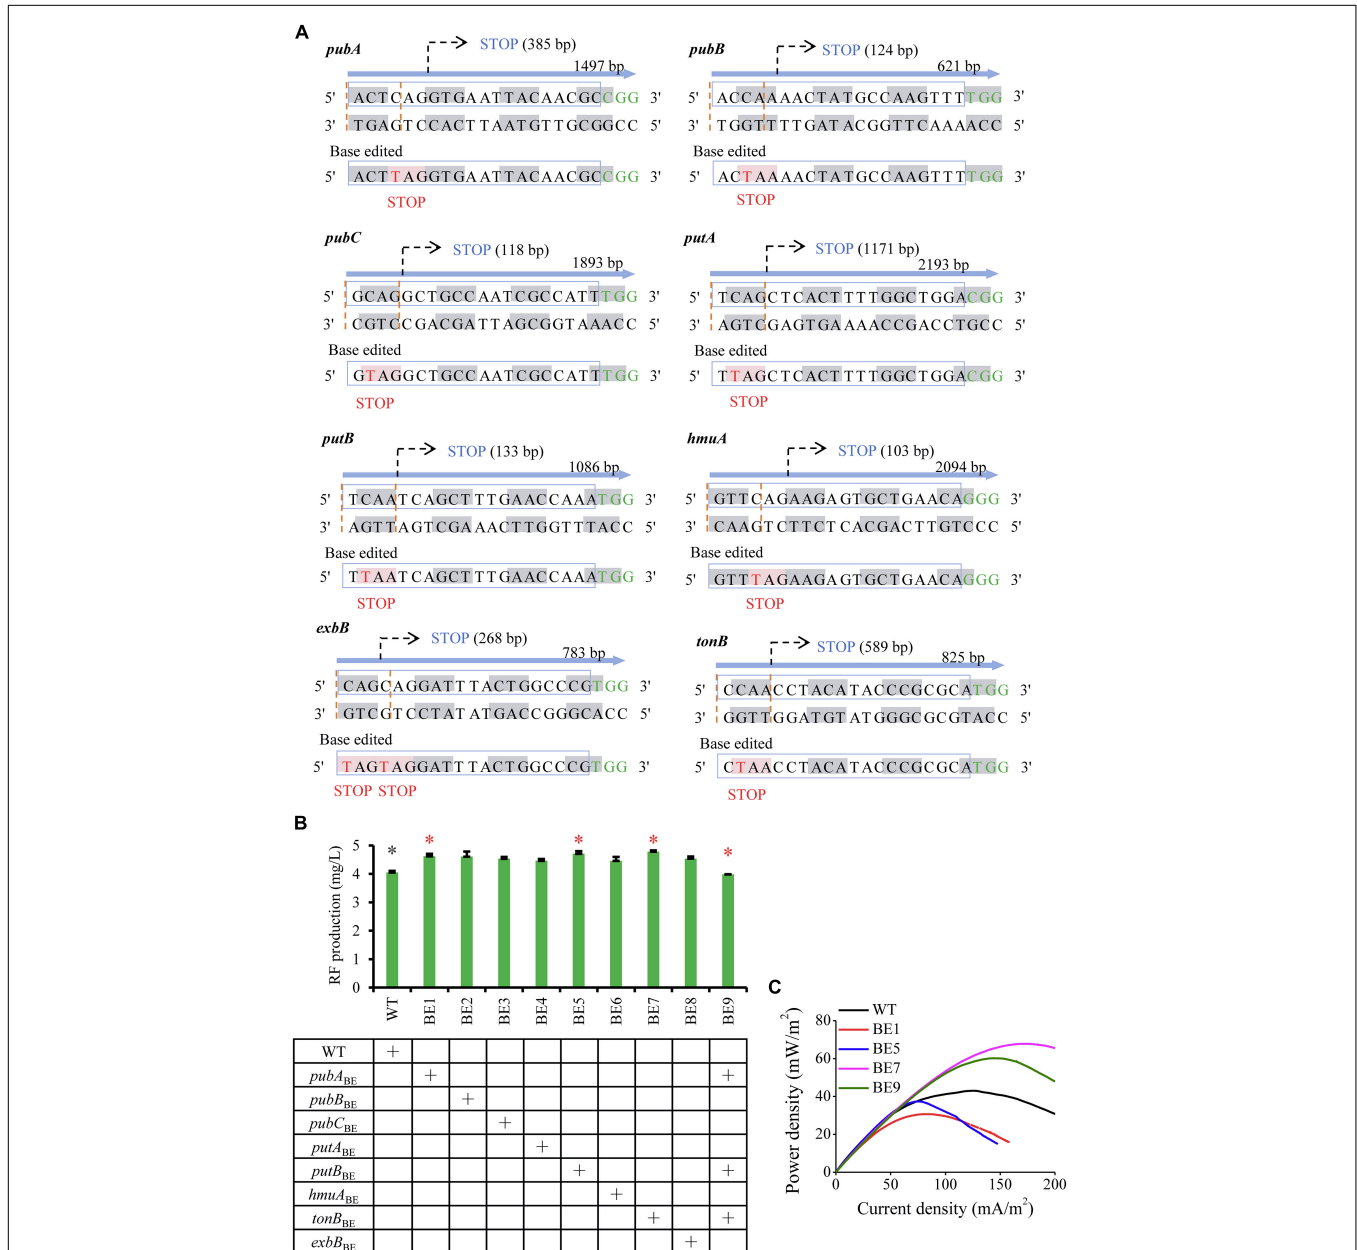 A
pubA
STOP (385 bp)
1497 bp
5' ACTCAGGTGAATTACAACGCCGG 3'
3' TGAGTCCACTTAATGTTGCGGCC 5'
Base edited
5' ACTTAGGTGAATTACAACGCCGG 3'
STOP
pubB
STOP (124 bp)
621 bp
5' ACCAAAACTATGCCAAGTTTTGG 3'
3' TGGTTTTGATACGGTTCAAAACC 5'
Base edited
5' ACTAAAACTATGCCAAGTTTTGG 3'
STOP
pubC
STOP (118 bp)
1893 bp
5' GCAGGCTGCCAATCGCCATTTGG 3'
3' CGTCCGACGATTAGCGGTAAACC 5'
Base edited
5' GTAGGCTGCCAATCGCCATTTGG 3'
STOP
putA
STOP (1171 bp)
2193 bp
5' TCAGCTCACTTTTGGCTGGACGG 3'
3' AGTCGAGTGAAAACCGACCTGCC 5'
Base edited
5' TTAGCTCACTTTTGGCTGGACGG 3'
STOP
putB
STOP (133 bp)
1086 bp
5' TCAATCAGCTTTGAACCAAATGG 3'
3' AGTTAGTCGAAACTTGGTTTACC 5'
Base edited
5' TTAATCAGCTTTGAACCAAATGG 3'
STOP
hmuA
STOP (103 bp)
2094 bp
5' GTTCAGAAGAGTGCTGAACAGGG 3'
3' CAAGTCTTCTCACGACTTGTCCC 5'
Base edited
5' GTTTAGAAGAGTGCTGAACAGGG 3'
STOP
exbB
STOP (268 bp)
783 bp
5' CAGCAGGATTTACTGGCCCGTGG 3'
3' GTCGTCCTATATGACCGGGCACC 5'
Base edited
5' TAGTAGGATTTACTGGCCCGTGG 3'
STOP STOP
tonB
STOP (589 bp)
825 bp
5' CCAACCTACATACCCGCGCATGG 3'
3' GGTTGGATGTATGGGCGCGTACC 5'
Base edited
5' CTAACCTACATACCCGCGCATGG 3'
STOP
B
RF production (mg/L)
5
4
3
2
1
0
* * * * *
WT BE1 BE2 BE3 BE4 BE5 BE6 BE7 BE8 BE9
WT +
pubABE + +
pubBBE +
pubCBE +
putABE +
putBBE + +
hmuABE +
tonBBE + +
exbBBE +
C
WT
BE1
BE5
BE7
BE9
Power density (mW/m2)
80
60
40
20
0
0 50 100 150 200
Current density (mA/m2)